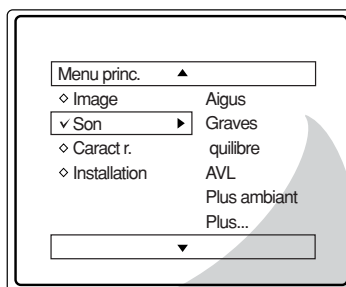 Menu princ.
Image
Aigus
Son
Graves
Caract r.
quilibre
Installation
AVL
Plus ambiant
Plus...